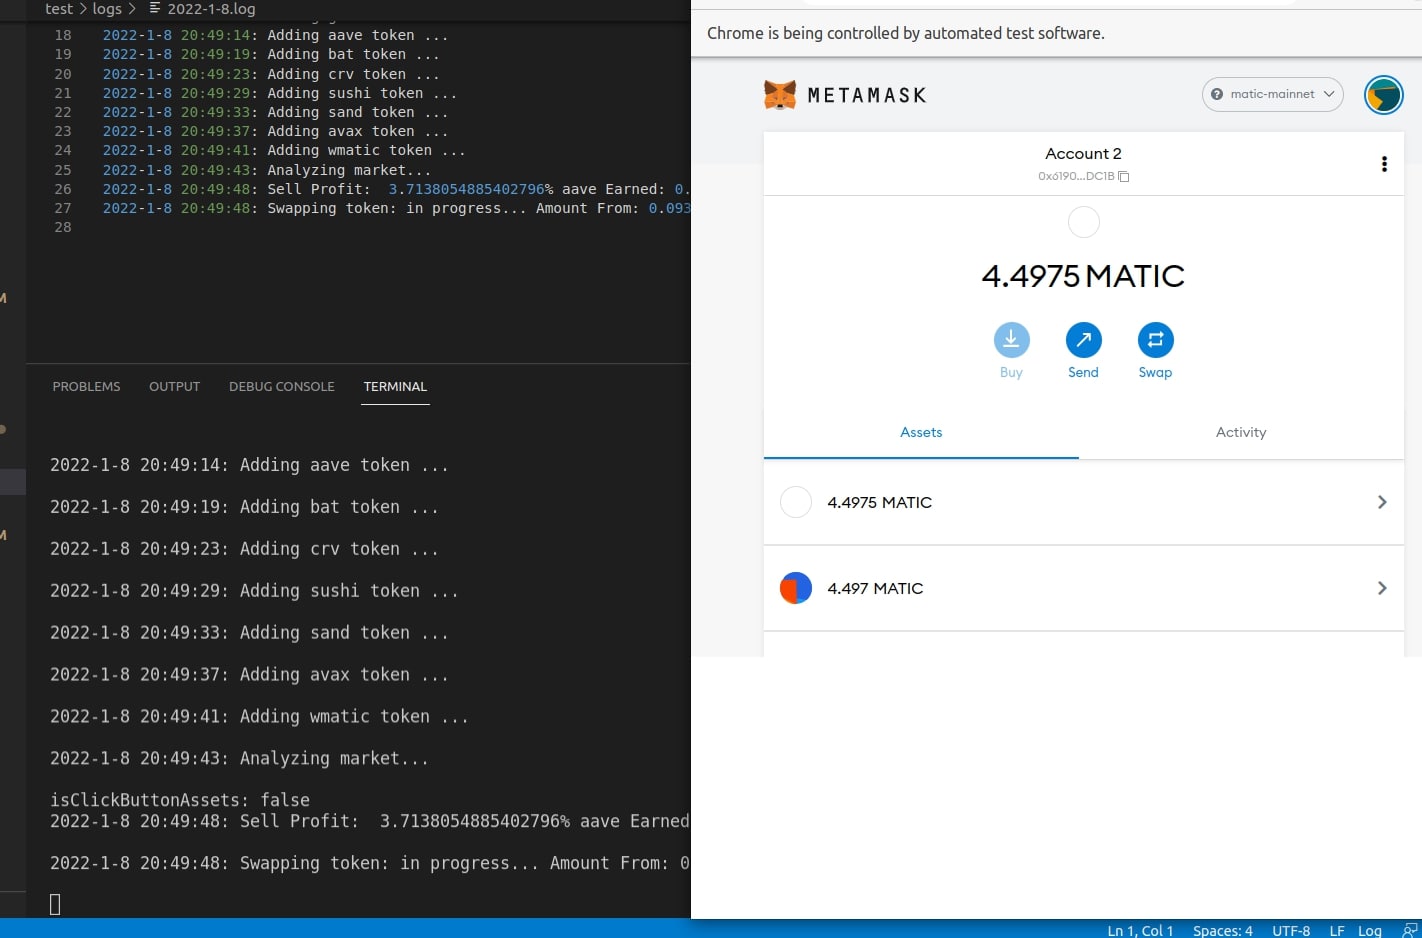 test > logs > 2022-1-8.log
18 2022-1-8 20:49:14: Adding aave token ...
19 2022-1-8 20:49:19: Adding bat token ...
20 2022-1-8 20:49:23: Adding crv token ...
21 2022-1-8 20:49:29: Adding sushi token ...
22 2022-1-8 20:49:33: Adding sand token ...
23 2022-1-8 20:49:37: Adding avax token ...
24 2022-1-8 20:49:41: Adding wmatic token ...
25 2022-1-8 20:49:43: Analyzing market...
26 2022-1-8 20:49:48: Sell Profit:  3.7138054885402796% aave Earned: 0.
27 2022-1-8 20:49:48: Swapping token: in progress... Amount From: 0.093
28
M
M
PROBLEMS OUTPUT DEBUG CONSOLE TERMINAL
2022-1-8 20:49:14: Adding aave token ...
2022-1-8 20:49:19: Adding bat token ...
2022-1-8 20:49:23: Adding crv token ...
2022-1-8 20:49:29: Adding sushi token ...
2022-1-8 20:49:33: Adding sand token ...
2022-1-8 20:49:37: Adding avax token ...
2022-1-8 20:49:41: Adding wmatic token ...
2022-1-8 20:49:43: Analyzing market...
isClickButtonAssets: false
2022-1-8 20:49:48: Sell Profit:  3.7138054885402796% aave Earned
2022-1-8 20:49:48: Swapping token: in progress... Amount From: 0
Chrome is being controlled by automated test software.
METAMASK
? matic-mainnet
Account 2
0x6190...DC1B
4.4975 MATIC
Buy Send Swap
Assets Activity
4.4975 MATIC
4.497 MATIC
Ln 1, Col 1 Spaces: 4 UTF-8 LF Log